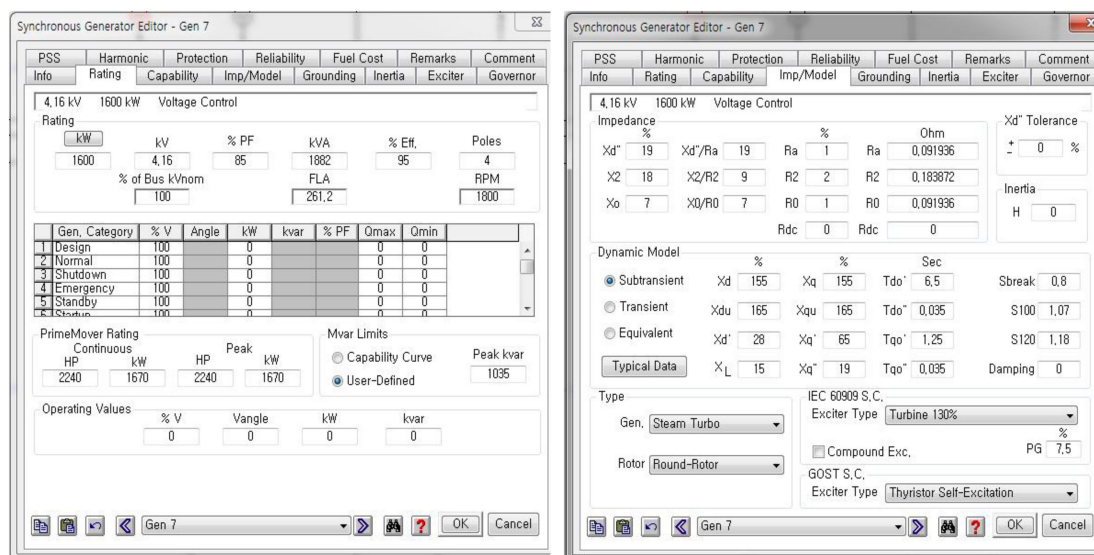 Synchronous Generator Editor - Gen 7
PSS Harmonic Protection Reliability Fuel Cost Remarks Comment
Info Rating Capability Imp/Model Grounding Inertia Exciter Governor
4,16 kV 1600 kW Voltage Control
Rating
kW kV % PF kVA % Eff, Poles
1600 4,16 85 1882 95 4
% of Bus kVnom FLA RPM
100 261,2 1800
Gen, Category % V Angle kW kvar % PF Qmax Qmin
1 Design 100 0 0 0
2 Normal 100 0 0 0
3 Shutdown 100 0 0 0
4 Emergency 100 0 0 0
5 Standby 100 0 0 0
6 Startup 100 0 0 0
PrimeMover Rating
Continuous Peak
HP kW HP kW
2240 1670 2240 1670
Mvar Limits
Capability Curve
User-Defined
Peak kvar
1035
Operating Values
% V Vangle kW kvar
0 0 0 0
Gen 7 OK Cancel
Synchronous Generator Editor - Gen 7
PSS Harmonic Protection Reliability Fuel Cost Remarks Comment
Info Rating Capability Imp/Model Grounding Inertia Exciter Governor
4,16 kV 1600 kW Voltage Control
Impedance
% % Ohm
Xd" 19 Xd"/Ra 19 Ra 1 Ra 0,091936
X2 18 X2/R2 9 R2 2 R2 0,183872
Xo 7 X0/R0 7 R0 1 R0 0,091936
Rdc 0 Rdc 0
Xd" Tolerance
± 0 %
Inertia
H 0
Dynamic Model
% % Sec
Subtransient Xd 155 Xq 155 Tdo' 6,5 Sbreak 0,8
Transient Xdu 165 Xqu 165 Tdo" 0,035 S100 1,07
Equivalent Xd' 28 Xq' 65 Tqo' 1,25 S120 1,18
Typical Data XL 15 Xq" 19 Tqo" 0,035 Damping 0
Type
Gen, Steam Turbo
Rotor Round-Rotor
IEC 60909 S,C,
Exciter Type Turbine 130%
Compound Exc,
%
PG 7,5
GOST S,C,
Exciter Type Thyristor Self-Excitation
Gen 7 OK Cancel